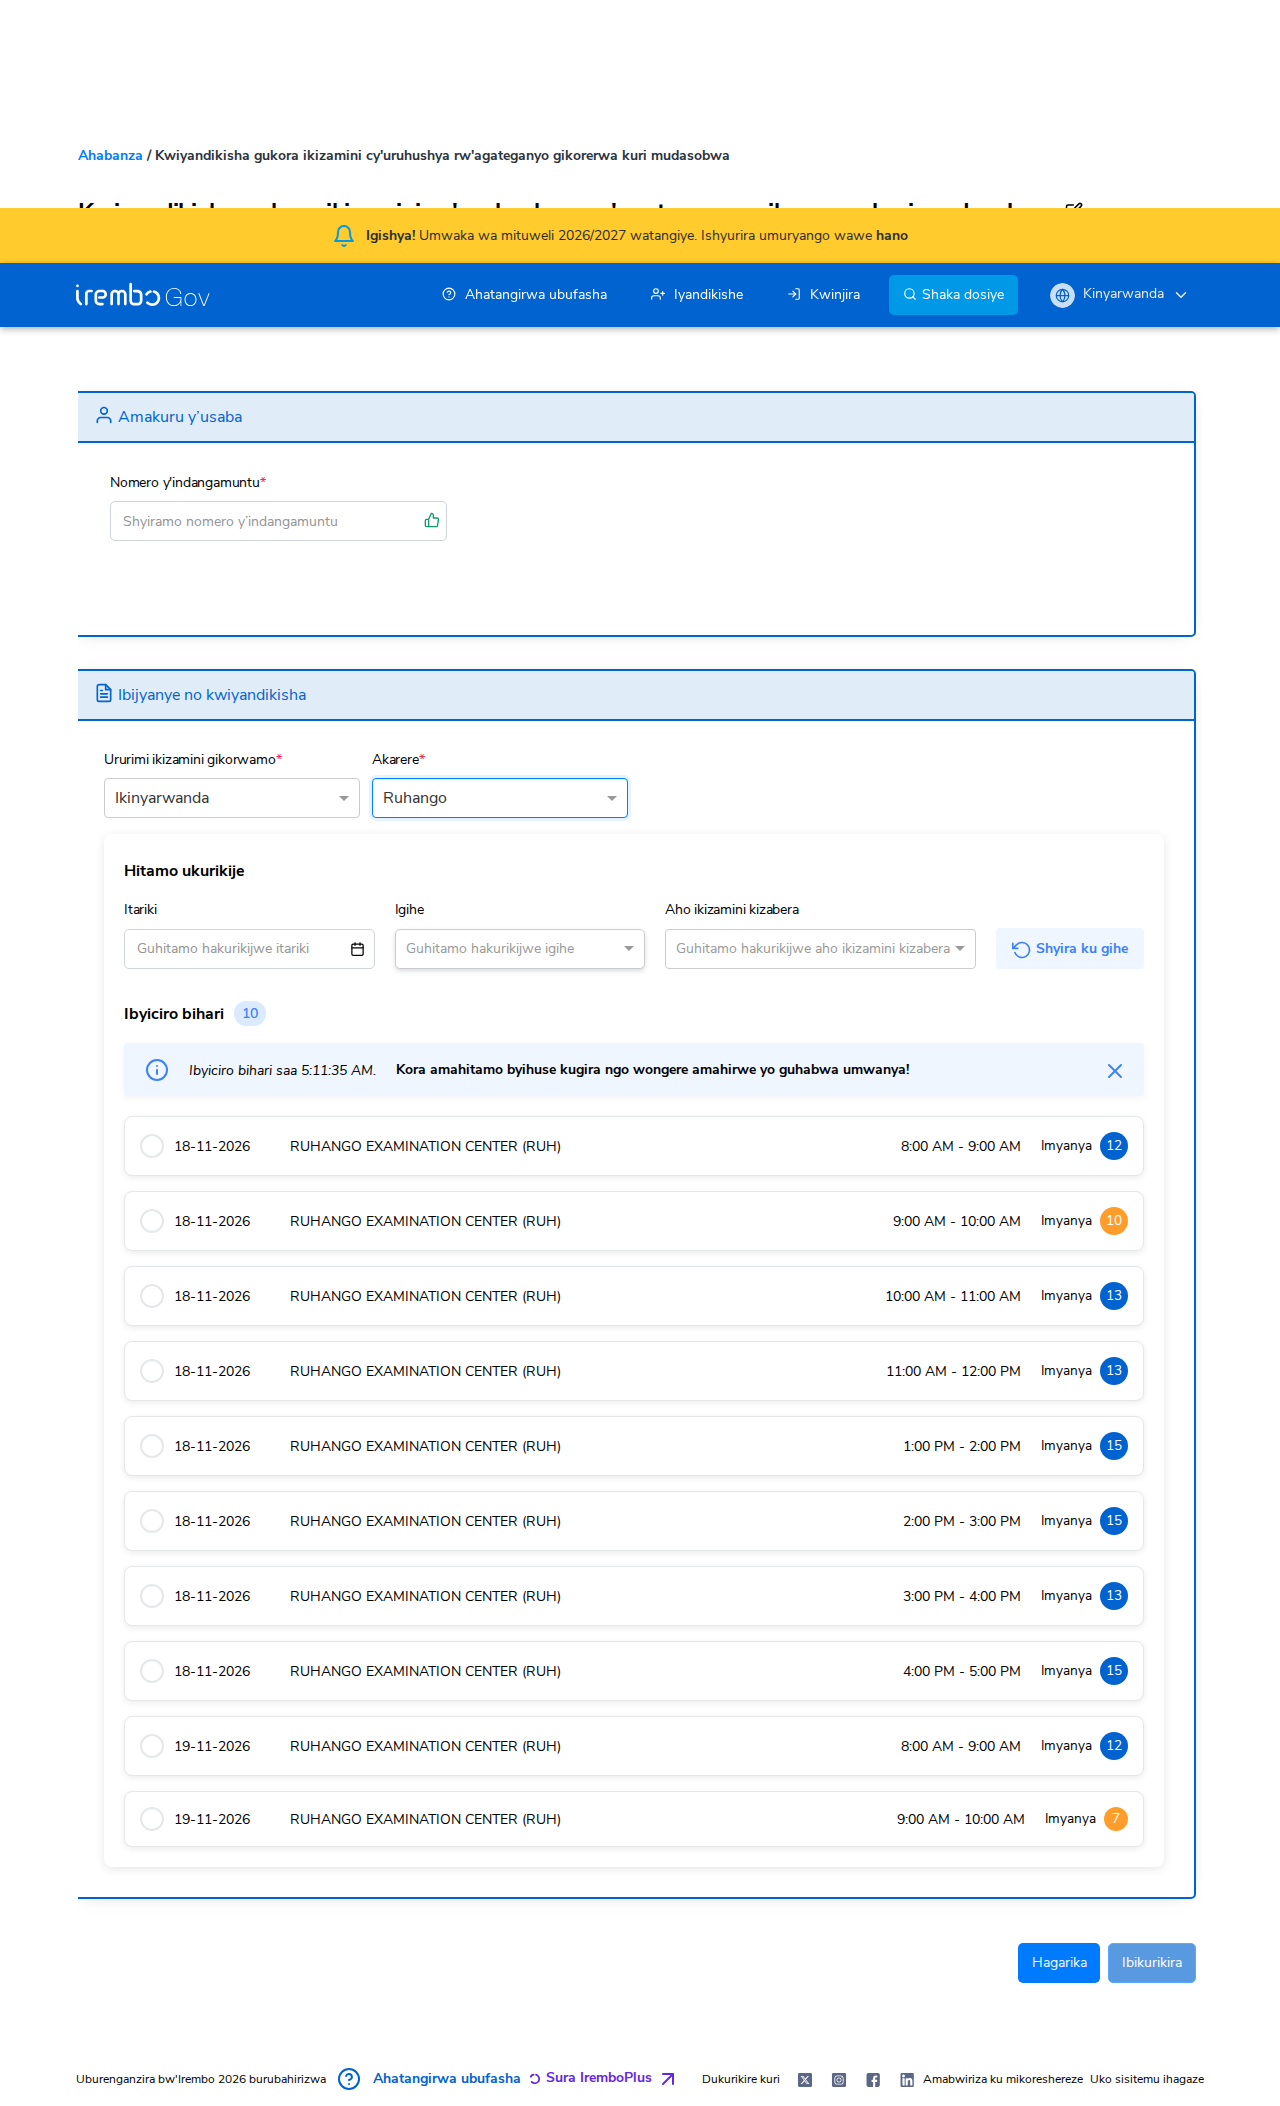 Ahabanza / Kwiyandikisha gukora ikizamini cy'uruhushya rw'agateganyo gikorerwa kuri mudasobwa
Igishya! Umwaka wa mituweli 2026/2027 watangiye. Ishyurira umuryango wawe hano
irembo Gov
Ahatangirwa ubufasha
Iyandikishe
Kwinjira
Shaka dosiye
Kinyarwanda
Amakuru y'usaba
Nomero y'indangamuntu*
Shyiramo nomero y'indangamuntu
Ibijyanye no kwiyandikisha
Ururimi ikizamini gikorwamo* Akarere*
Ikinyarwanda Ruhango
Hitamo ukurikije
Itariki Igihe Aho ikizamini kizabera
Guhitamo hakurikijwe itariki Guhitamo hakurikijwe igihe Guhitamo hakurikijwe aho ikizamini kizabera Shyira ku gihe
Ibyiciro bihari 10
Ibyiciro bihari saa 5:11:35 AM. Kora amahitamo byihuse kugira ngo wongere amahirwe yo guhabwa umwanya!
18-11-2026 RUHANGO EXAMINATION CENTER (RUH) 8:00 AM - 9:00 AM Imyanya 12
18-11-2026 RUHANGO EXAMINATION CENTER (RUH) 9:00 AM - 10:00 AM Imyanya 10
18-11-2026 RUHANGO EXAMINATION CENTER (RUH) 10:00 AM - 11:00 AM Imyanya 13
18-11-2026 RUHANGO EXAMINATION CENTER (RUH) 11:00 AM - 12:00 PM Imyanya 13
18-11-2026 RUHANGO EXAMINATION CENTER (RUH) 1:00 PM - 2:00 PM Imyanya 15
18-11-2026 RUHANGO EXAMINATION CENTER (RUH) 2:00 PM - 3:00 PM Imyanya 15
18-11-2026 RUHANGO EXAMINATION CENTER (RUH) 3:00 PM - 4:00 PM Imyanya 13
18-11-2026 RUHANGO EXAMINATION CENTER (RUH) 4:00 PM - 5:00 PM Imyanya 15
19-11-2026 RUHANGO EXAMINATION CENTER (RUH) 8:00 AM - 9:00 AM Imyanya 12
19-11-2026 RUHANGO EXAMINATION CENTER (RUH) 9:00 AM - 10:00 AM Imyanya 7
Hagarika Ibikurikira
Uburenganzira bw'Irembo 2026 burubahirizwa Ahatangirwa ubufasha Sura IremboPlus Dukurikire kuri Amabwiriza ku mikoreshereze Uko sisitemu ihagaze